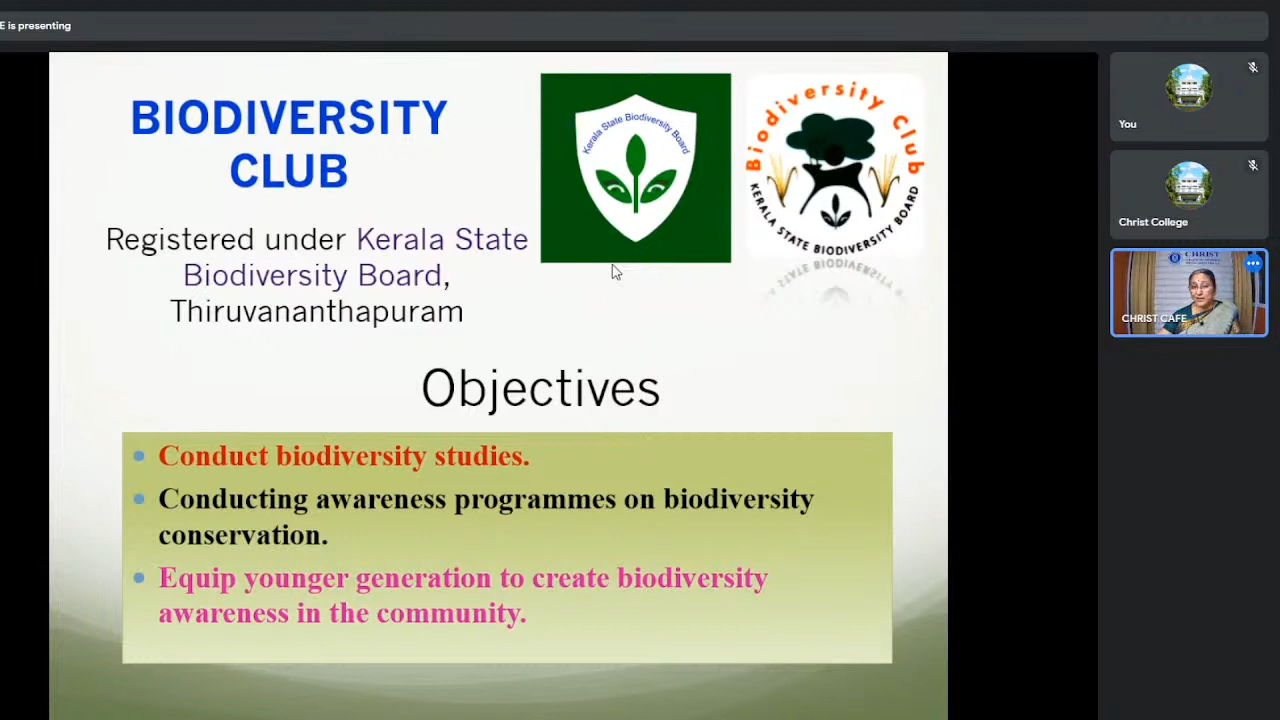 E is presenting
BIODIVERSITY
CLUB
Registered under Kerala State
Biodiversity Board,
Thiruvananthapuram
Kerala State Biodiversity Board
Biodiversity Club
KERALA STATE BIODIVERSITY BOARD
Objectives
Conduct biodiversity studies.
Conducting awareness programmes on biodiversity
conservation.
Equip younger generation to create biodiversity
awareness in the community.
You
Christ College
CHRIST
CHRIST CAFE